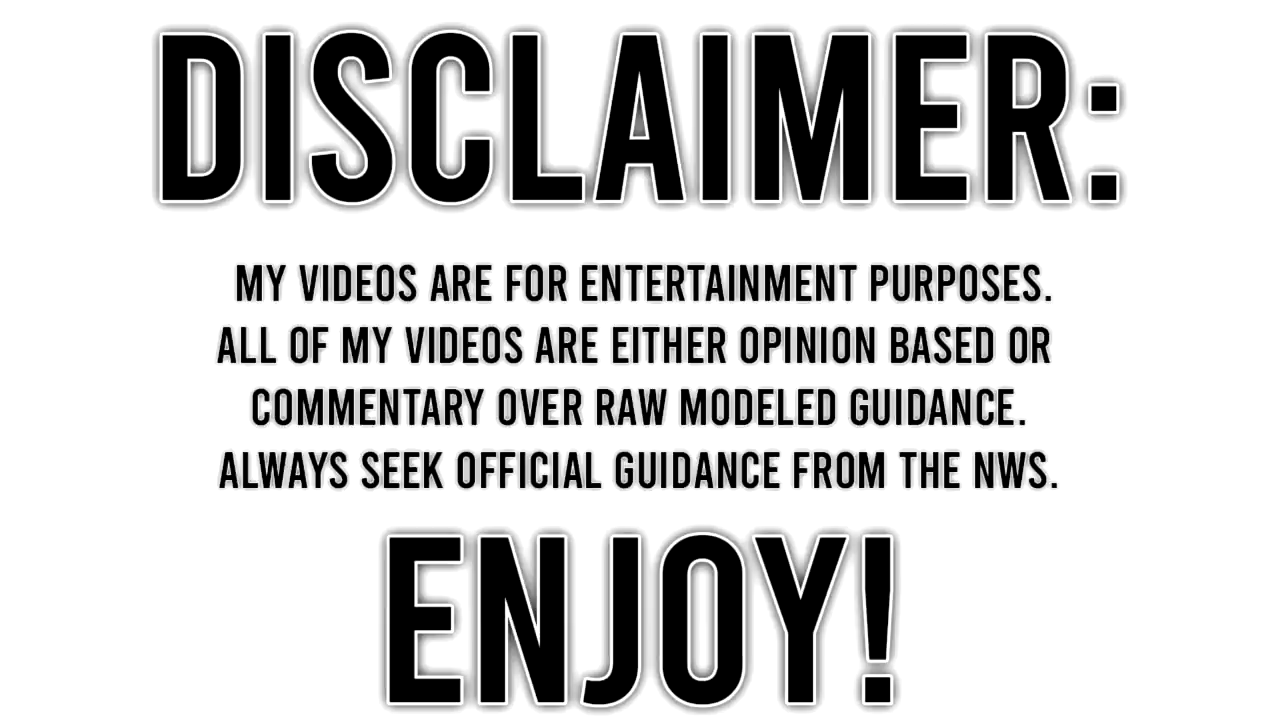 DISCLAIMER:
MY VIDEOS ARE FOR ENTERTAINMENT PURPOSES.
ALL OF MY VIDEOS ARE EITHER OPINION BASED OR
COMMENTARY OVER RAW MODELED GUIDANCE.
ALWAYS SEEK OFFICIAL GUIDANCE FROM THE NWS.
ENJOY!